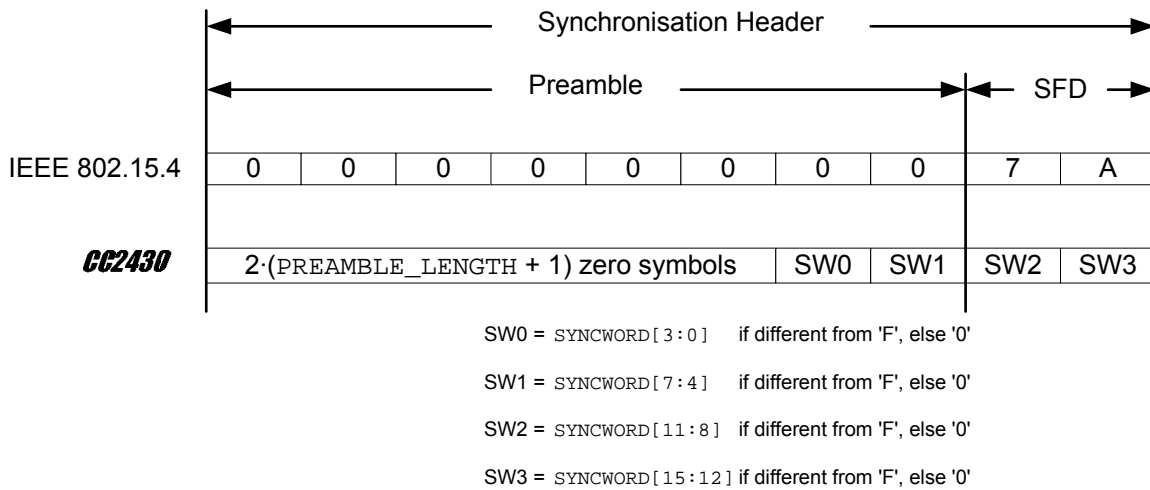 Synchronisation Header
Preamble SFD
IEEE 802.15.4 0 0 0 0 0 0 0 0 7 A
CC2430 2·(PREAMBLE_LENGTH + 1) zero symbols SW0 SW1 SW2 SW3
SW0 = SYNCWORD[3:0] if different from 'F', else '0'
SW1 = SYNCWORD[7:4] if different from 'F', else '0'
SW2 = SYNCWORD[11:8] if different from 'F', else '0'
SW3 = SYNCWORD[15:12] if different from 'F', else '0'